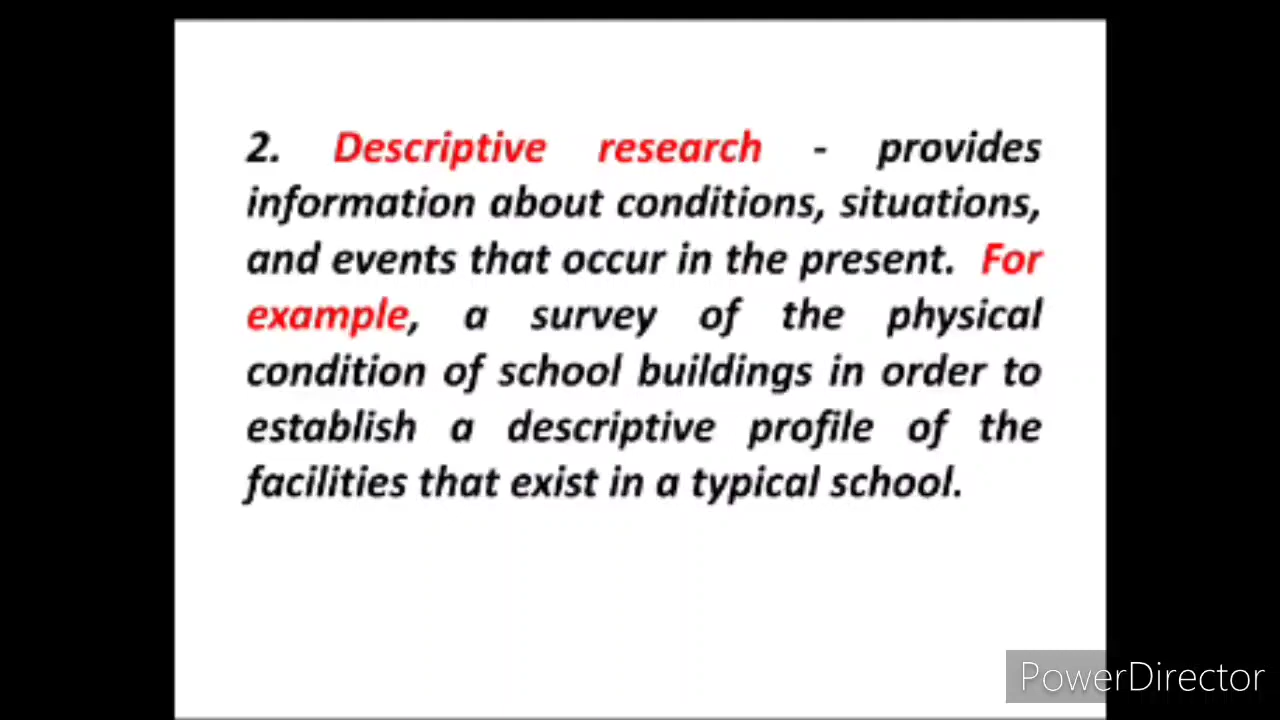 2. Descriptive research - provides
information about conditions, situations,
and events that occur in the present. For
example, a survey of the physical
condition of school buildings in order to
establish a descriptive profile of the
facilities that exist in a typical school.
PowerDirector